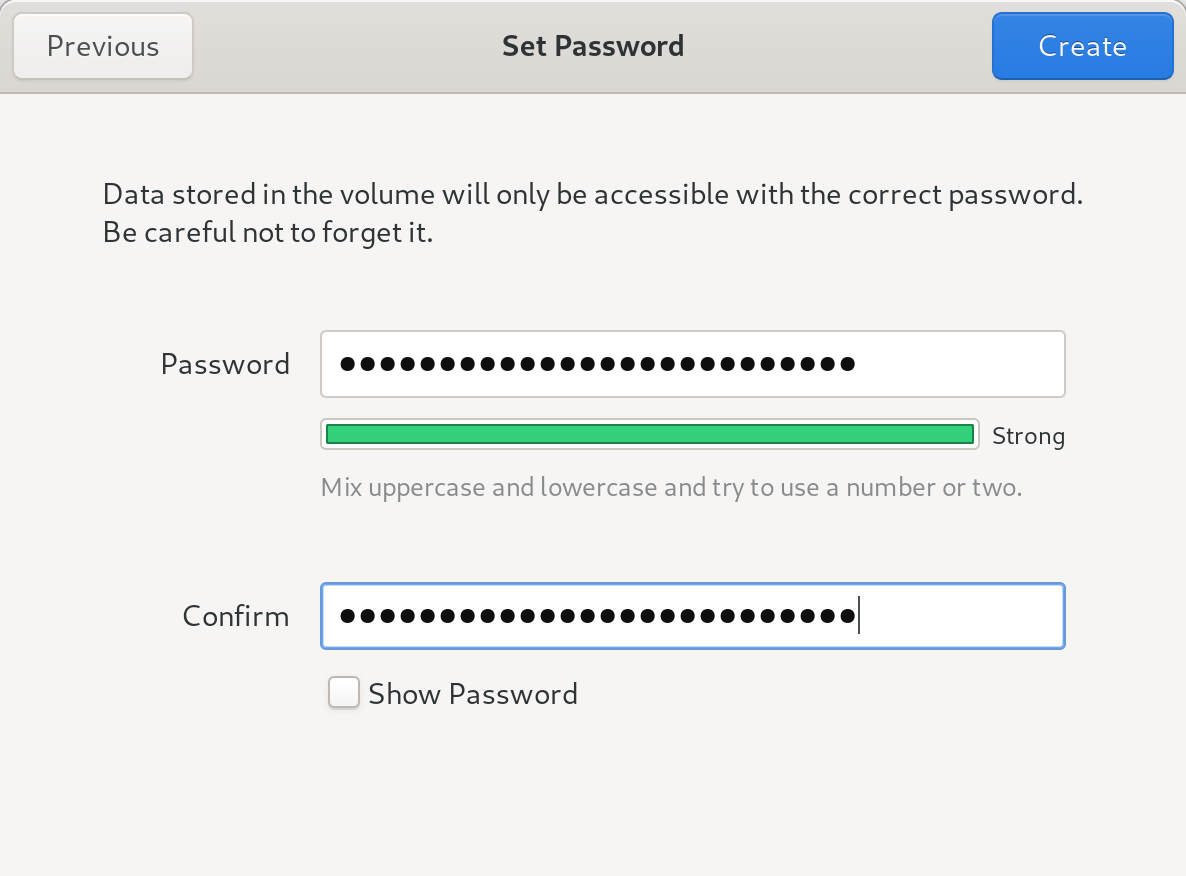 Previous
Set Password
Create
Data stored in the volume will only be accessible with the correct password.
Be careful not to forget it.
Password
●●●●●●●●●●●●●●●●●●●●●●●●●●
Strong
Mix uppercase and lowercase and try to use a number or two.
Confirm
●●●●●●●●●●●●●●●●●●●●●●●●●●
Show Password